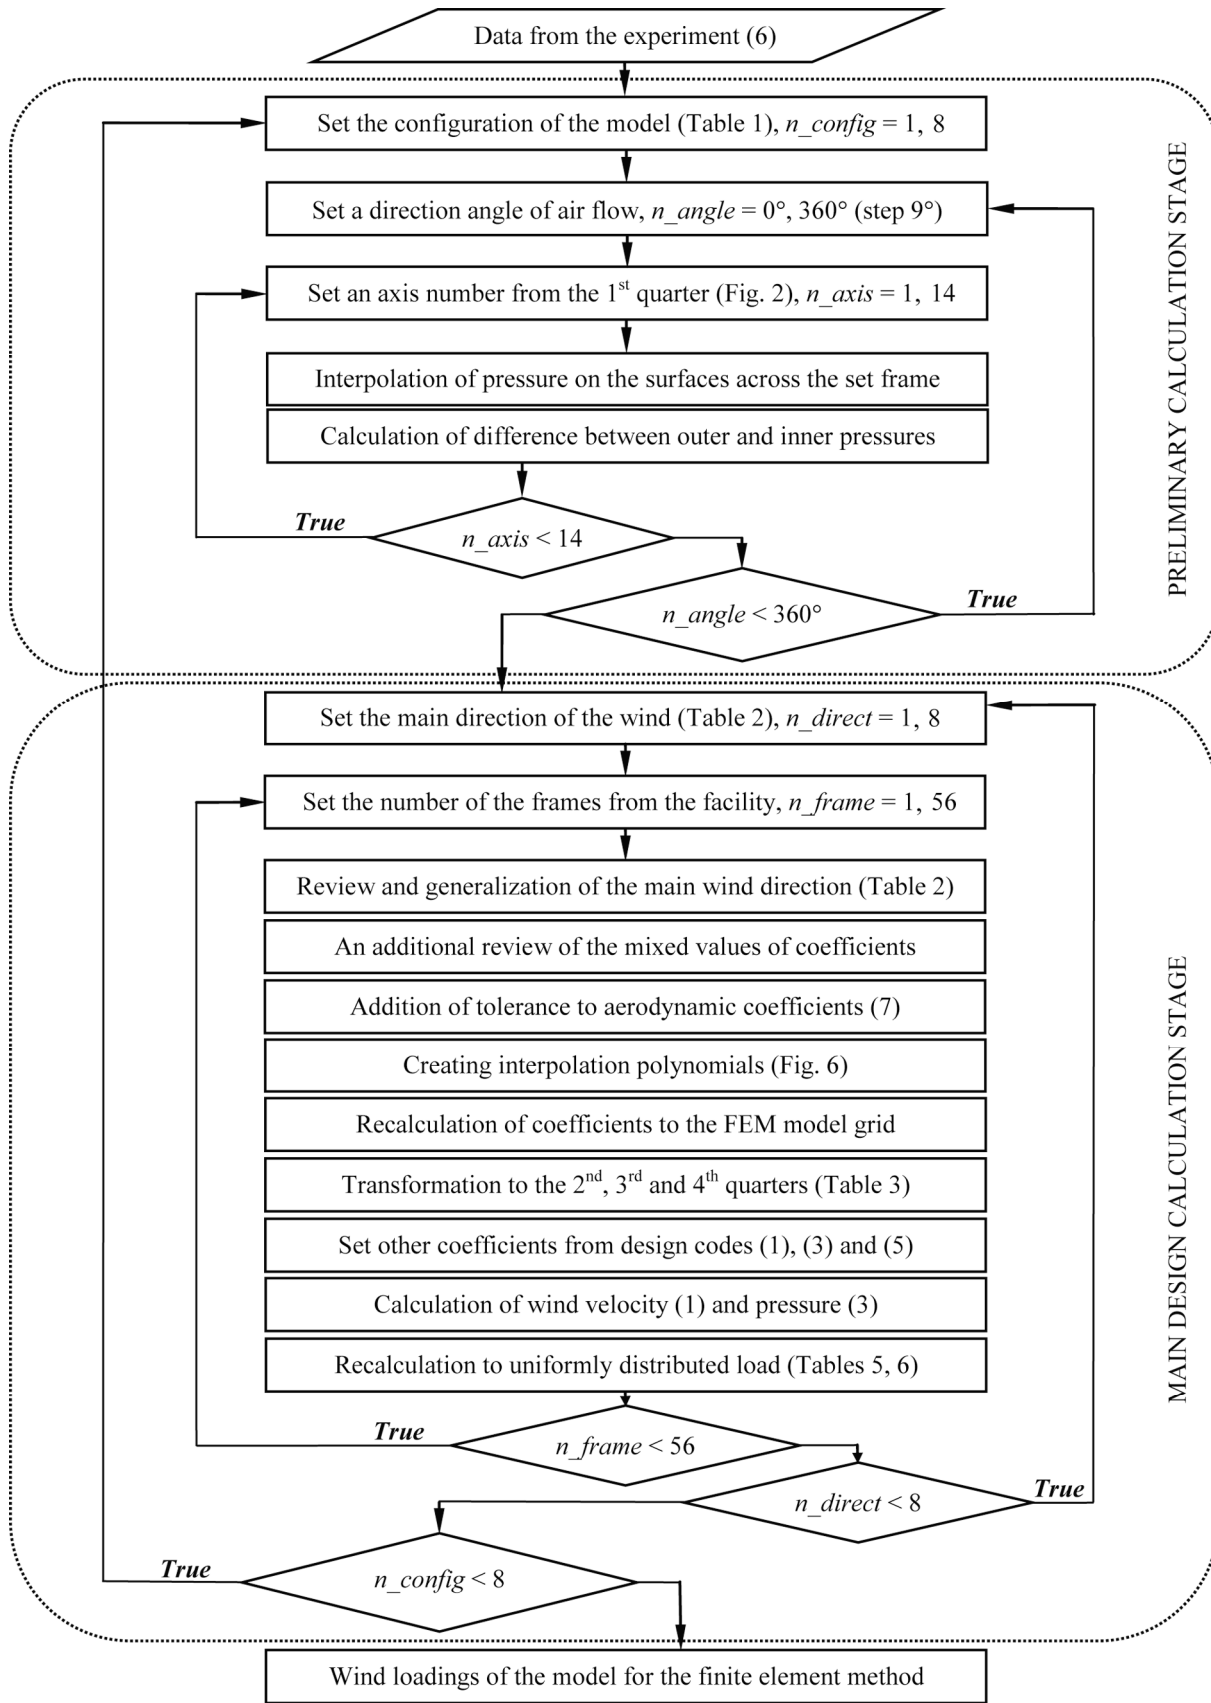 Data from the experiment (6)
Set the configuration of the model (Table 1), n_config = 1, 8
Set a direction angle of air flow, n_angle = 0°, 360° (step 9°)
Set an axis number from the 1st quarter (Fig. 2), n_axis = 1, 14
Interpolation of pressure on the surfaces across the set frame
Calculation of difference between outer and inner pressures
True
n_axis < 14
n_angle < 360°
True
PRELIMINARY CALCULATION STAGE
Set the main direction of the wind (Table 2), n_direct = 1, 8
Set the number of the frames from the facility, n_frame = 1, 56
Review and generalization of the main wind direction (Table 2)
An additional review of the mixed values of coefficients
Addition of tolerance to aerodynamic coefficients (7)
Creating interpolation polynomials (Fig. 6)
Recalculation of coefficients to the FEM model grid
Transformation to the 2nd, 3rd and 4th quarters (Table 3)
Set other coefficients from design codes (1), (3) and (5)
Calculation of wind velocity (1) and pressure (3)
Recalculation to uniformly distributed load (Tables 5, 6)
True
n_frame < 56
n_direct < 8
True
True
n_config < 8
MAIN DESIGN CALCULATION STAGE
Wind loadings of the model for the finite element method